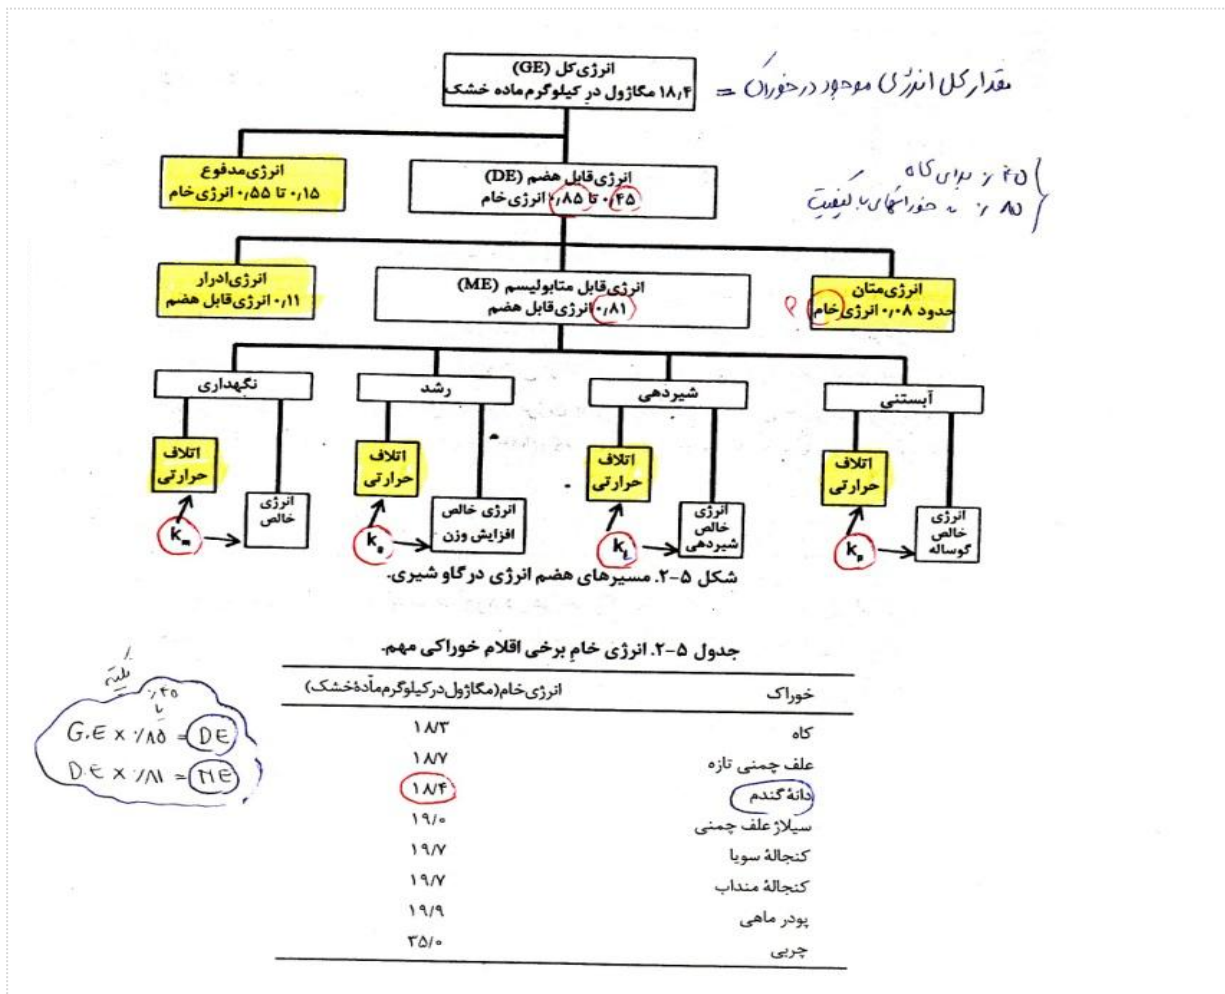 انرژی‌کل (GE)
۱۸٫۴ مگاژول در کیلوگرم ماده خشک
مقدار کل انرژی موجود در خوراک =
انرژی مدفوع
۰٫۱۵ تا ۰٫۵۵ انرژی خام
انرژی قابل هضم (DE)
۰٫۴۵ تا ۰٫۸۵ انرژی خام
۴۵ ٪ برای کاه
۸۵ ٪ " خوراکهای با کیفیت
انرژی ادرار
۰٫۱۱ انرژی قابل هضم
انرژی قابل متابولیسم (ME)
۰٫۸۱ انرژی قابل هضم
انرژی متان
حدود ۰٫۰۸ انرژی خام
؟
نگهداری
رشد
شیردهی
آبستنی
اتلاف
حرارتی
انرژی
خالص
km
اتلاف
حرارتی
انرژی خالص
افزایش وزن
kg
اتلاف
حرارتی
انرژی
خالص
شیردهی
kl
اتلاف
حرارتی
انرژی
خالص
گوساله
kp
شکل ۵-۲. مسیرهای هضم انرژی در گاو شیری.
جدول ۵-۲. انرژی خام برخی اقلام خوراکی مهم.
خوراک انرژی خام (مگاژول در کیلوگرم مادهٔ خشک)
کاه ۱۸/۳
علف چمنی تازه ۱۸/۷
دانهٔ گندم ۱۸/۴
سیلاژ علف چمنی ۱۹/۰
کنجالهٔ سویا ۱۹/۷
کنجالهٔ منداب ۱۹/۷
پودر ماهی ۱۹/۹
چربی ۳۵/۰
٪۴۵
تا
G.E × ٪۸۵ = DE
D.E × ٪۸۱ = ME